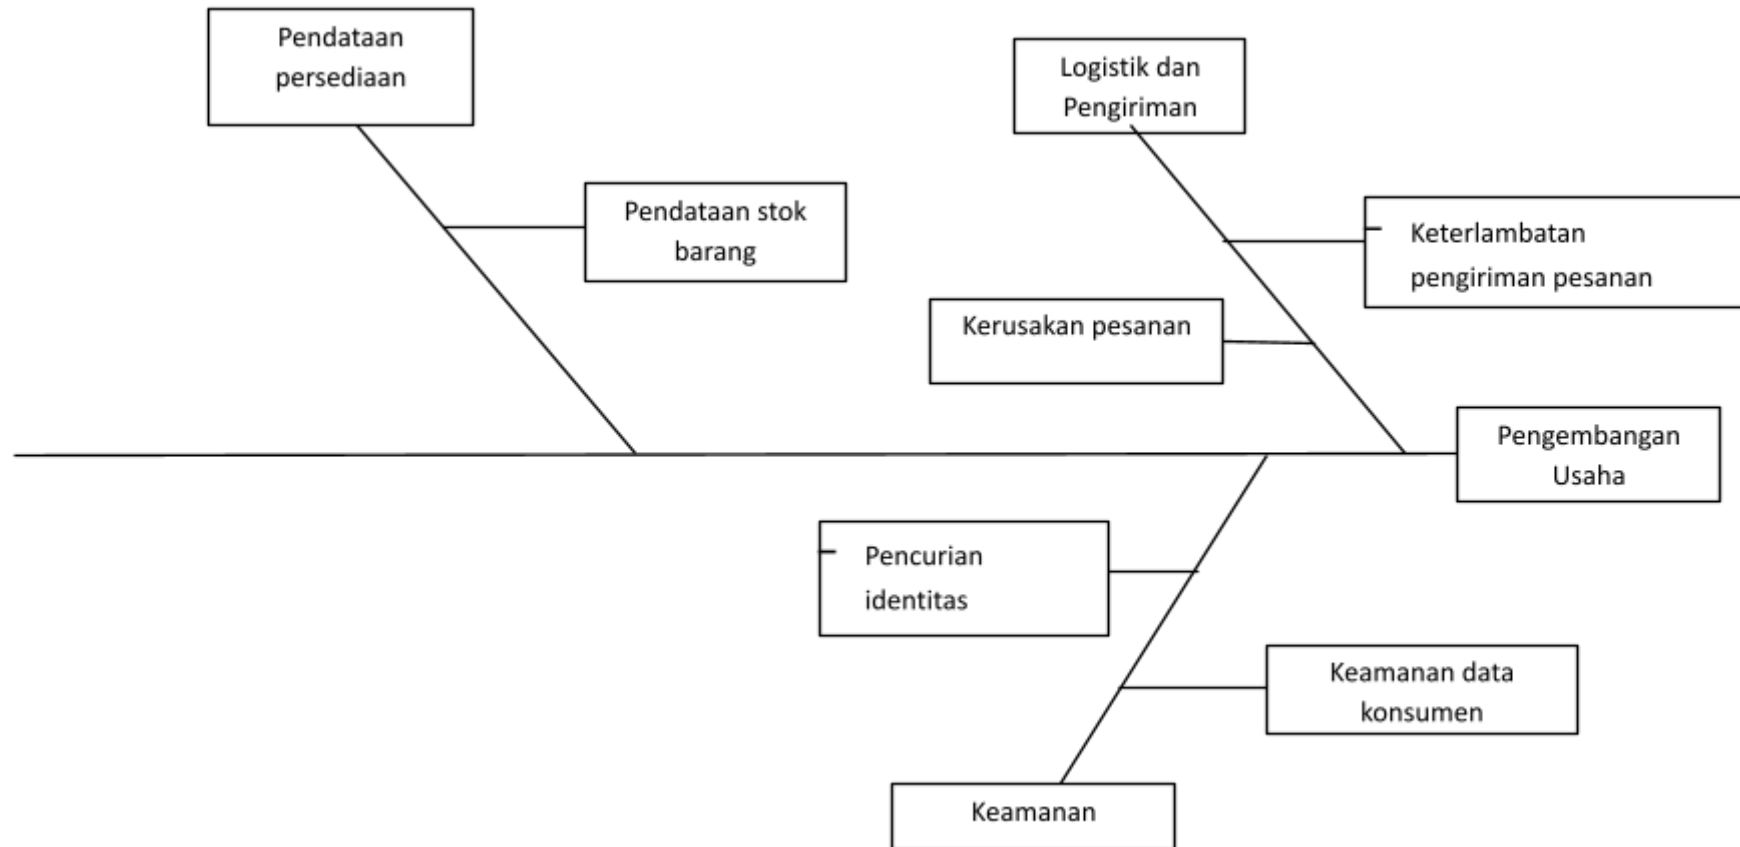 Pendataan
persediaan
Logistik dan
Pengiriman
Pendataan stok
barang
- Keterlambatan
pengiriman pesanan
Kerusakan pesanan
Pengembangan
Usaha
- Pencurian
identitas
Keamanan data
konsumen
Keamanan